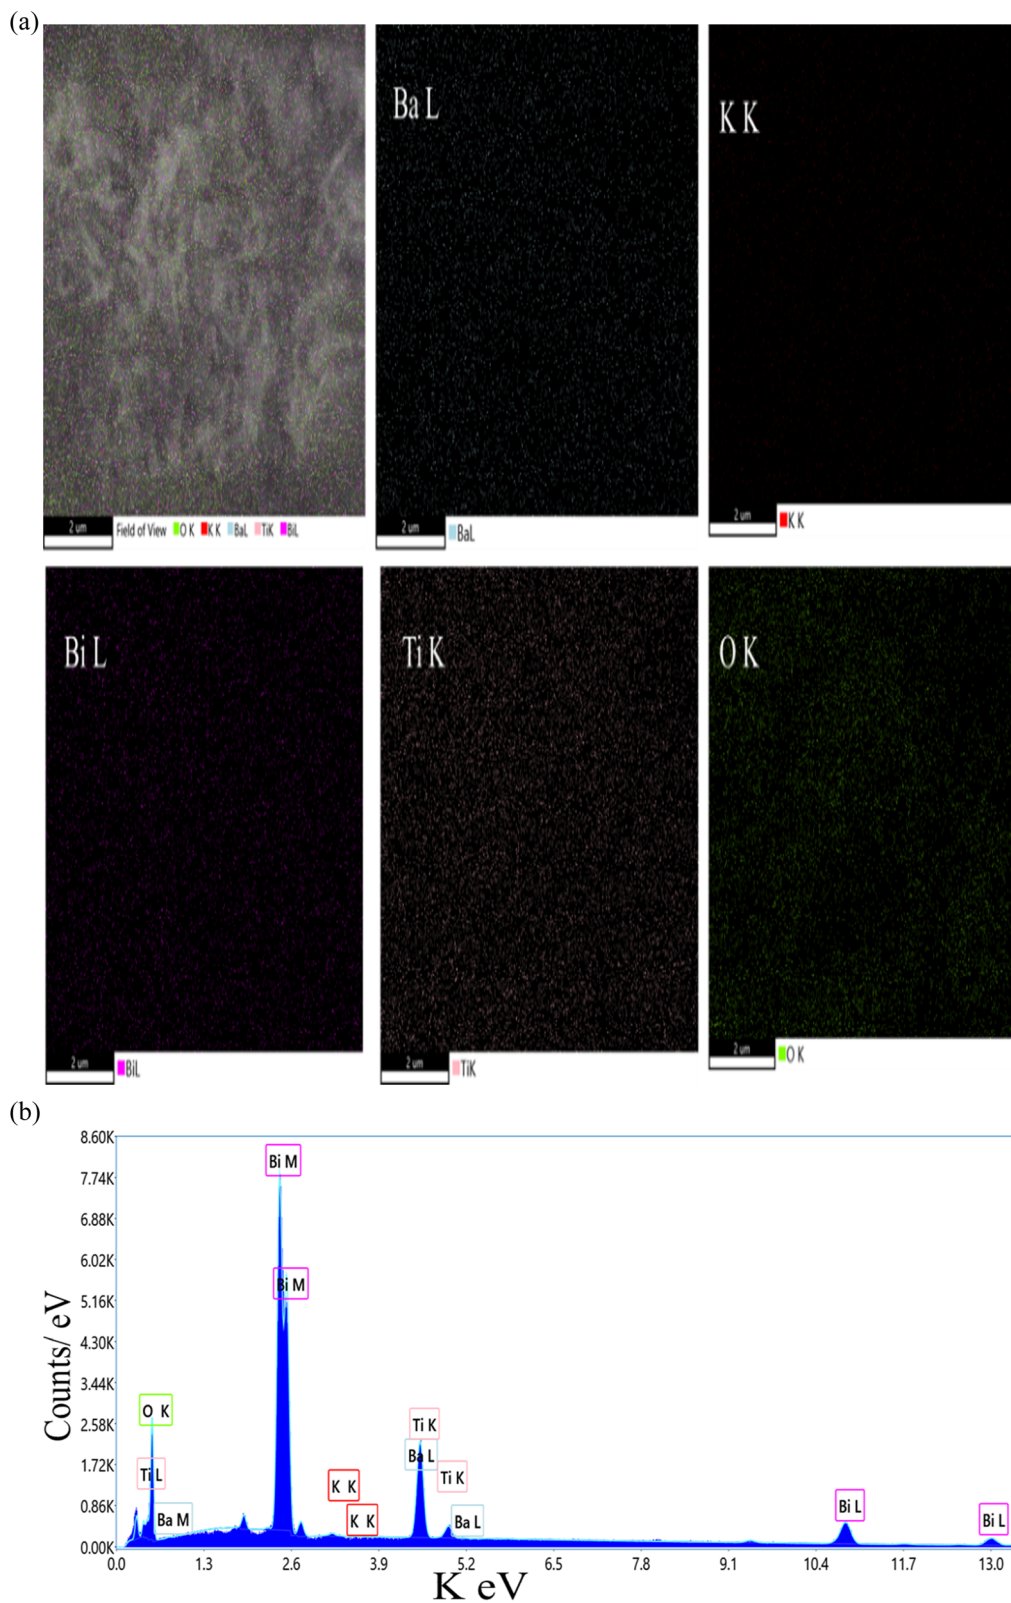 (a)
Ba L
K K
2 um
Field of View O K K K BaL TiK BiL
2 um
BaL
2 um
K K
Bi L
Ti K
O K
2 um
BiL
2 um
TiK
2 um
O K
(b)
8.60K
7.74K
6.88K
6.02K
5.16K
4.30K
3.44K
2.58K
1.72K
0.86K
0.00K
Counts/ eV
Bi M
Bi M
O K
Ti L
Ba M
K K
K K
Ti K
Ba L
Ti K
Ba L
Bi L
Bi L
0.0 1.3 2.6 3.9 5.2 6.5 7.8 9.1 10.4 11.7 13.0
K eV